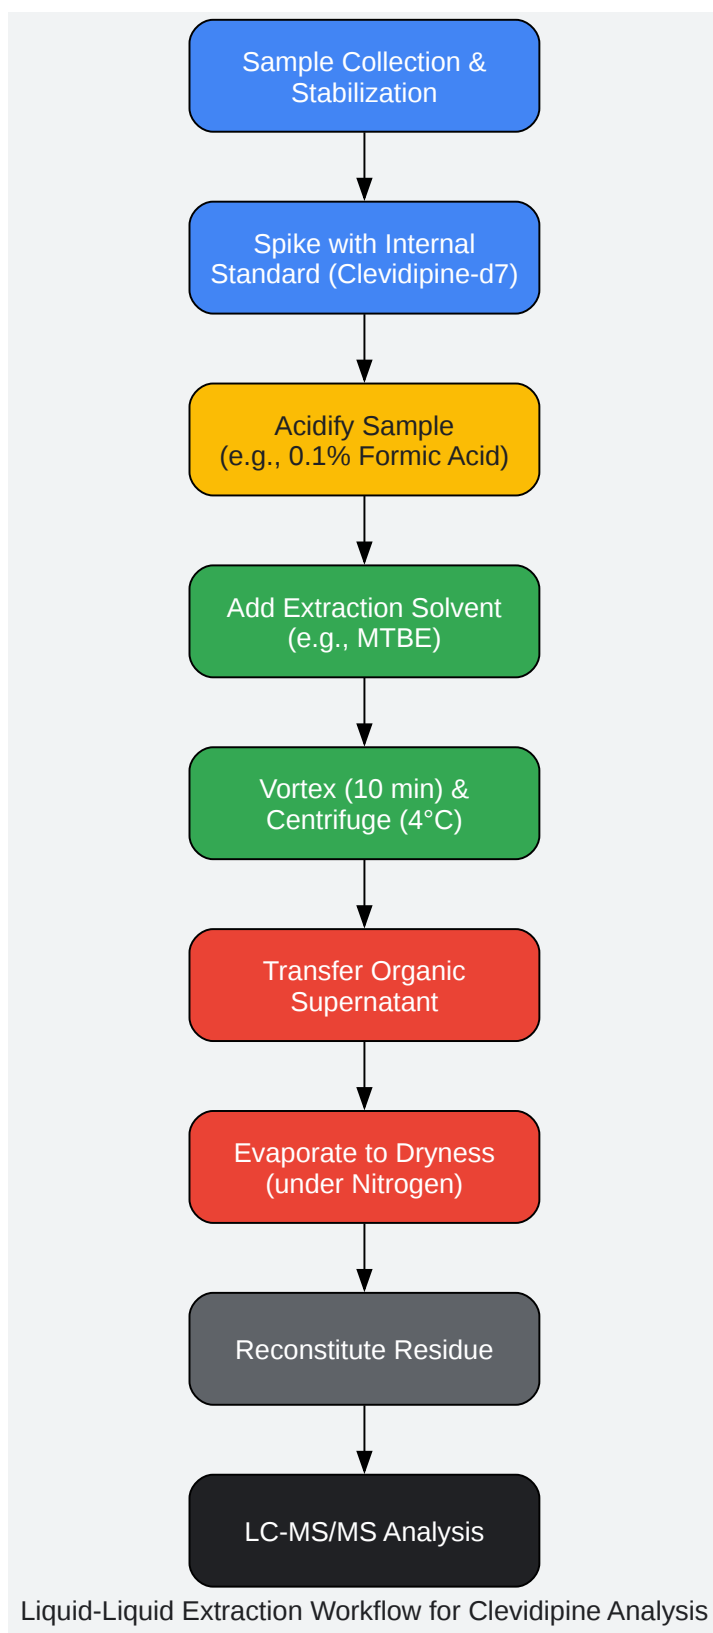 Sample Collection &
Stabilization
Spike with Internal
Standard (Clevidipine-d7)
Acidify Sample
(e.g., 0.1% Formic Acid)
Add Extraction Solvent
(e.g., MTBE)
Vortex (10 min) &
Centrifuge (4°C)
Transfer Organic
Supernatant
Evaporate to Dryness
(under Nitrogen)
Reconstitute Residue
LC-MS/MS Analysis
Liquid-Liquid Extraction Workflow for Clevidipine Analysis